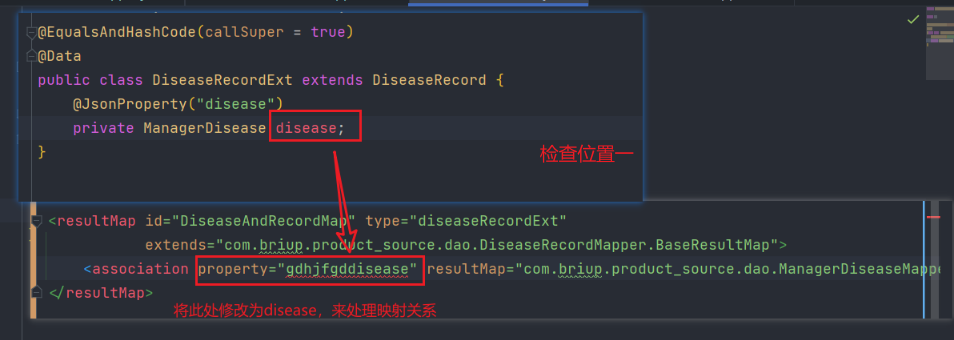 @EqualsAndHashCode(callSuper = true)
@Data
public class DiseaseRecordExt extends DiseaseRecord {
@JsonProperty("disease")
private ManagerDisease disease;
}
检查位置一
<resultMap id="DiseaseAndRecordMap" type="diseaseRecordExt"
extends="com.briup.product_source.dao.DiseaseRecordMapper.BaseResultMap">
<association property="gdhjfgddisease" resultMap="com.briup.product_source.dao.ManagerDiseaseMappe
</resultMap>
将此处修改为disease，来处理映射关系